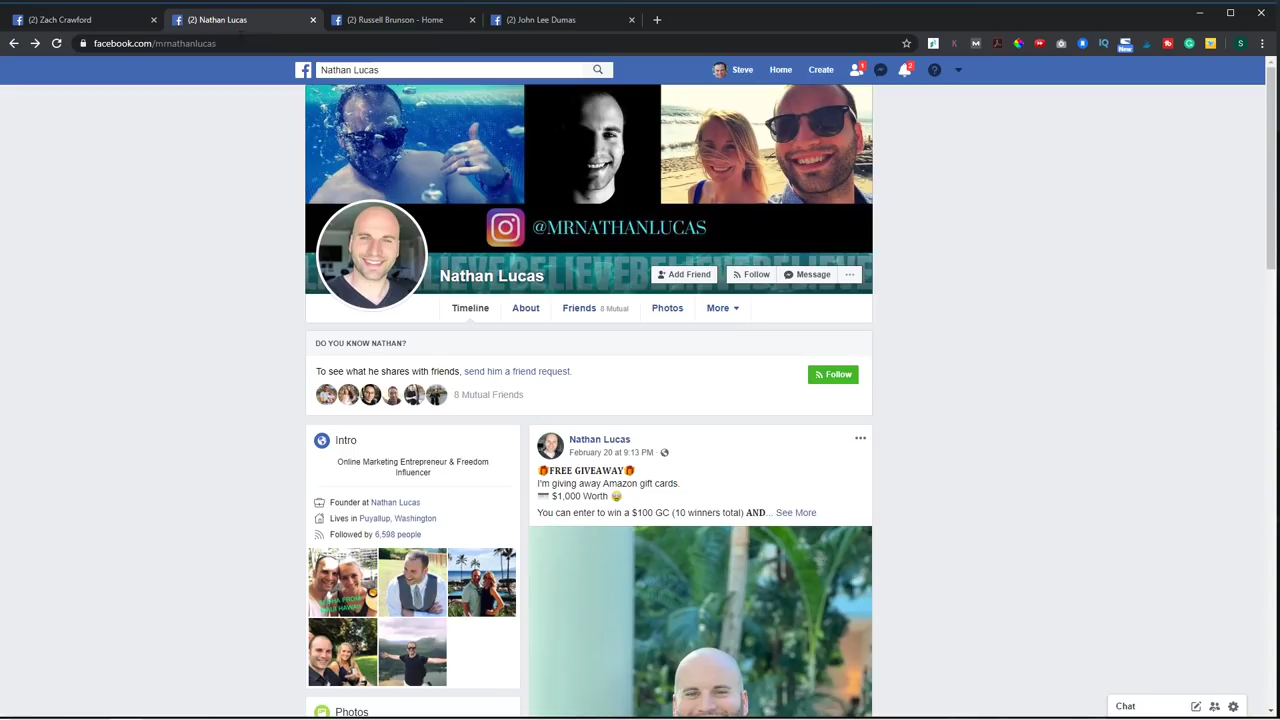 (2) Zach Crawford
(2) Nathan Lucas
(2) Russell Brunson - Home
(2) John Lee Dumas
facebook.com/mrnathanlucas
Nathan Lucas
Steve
Home
Create
1
2
@MRNATHANLUCAS
BELIEVEBELIEVEBELIEVE
Nathan Lucas
Add Friend
Follow
Message
Timeline
About
Friends 8 Mutual
Photos
More
DO YOU KNOW NATHAN?
To see what he shares with friends, send him a friend request.
Follow
8 Mutual Friends
Intro
Online Marketing Entrepreneur & Freedom
Influencer
Founder at Nathan Lucas
Lives in Puyallup, Washington
Followed by 6,598 people
Photos
Nathan Lucas
February 20 at 9:13 PM
FREE GIVEAWAY
I'm giving away Amazon gift cards.
$1,000 Worth
You can enter to win a $100 GC (10 winners total) AND... See More
Chat